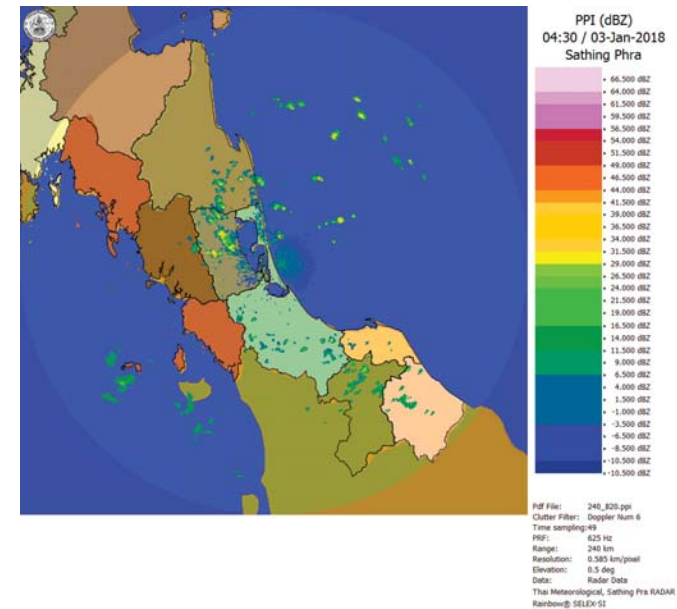 PPI (dBZ)
04:30 / 03-Jan-2018
Sathing Phra
66.500 dBZ
64.000 dBZ
61.500 dBZ
59.500 dBZ
56.500 dBZ
54.000 dBZ
51.500 dBZ
49.000 dBZ
46.500 dBZ
44.000 dBZ
41.500 dBZ
39.000 dBZ
36.500 dBZ
34.000 dBZ
31.500 dBZ
29.000 dBZ
26.500 dBZ
24.000 dBZ
21.500 dBZ
19.000 dBZ
16.500 dBZ
14.000 dBZ
11.500 dBZ
9.000 dBZ
6.500 dBZ
4.000 dBZ
1.500 dBZ
-1.000 dBZ
-3.500 dBZ
-6.500 dBZ
-8.500 dBZ
-10.500 dBZ
-10.500 dBZ
Pdf File: 240_820.ppi
Clutter Filter: Doppler Num 6
Time sampling:49
PRF: 625 Hz
Range: 240 km
Resolution: 0.585 km/pixel
Elevation: 0.5 deg
Data: Radar Data
Thai Meteorological, Sathing Pra RADAR
Rainbow® SELEX-SI